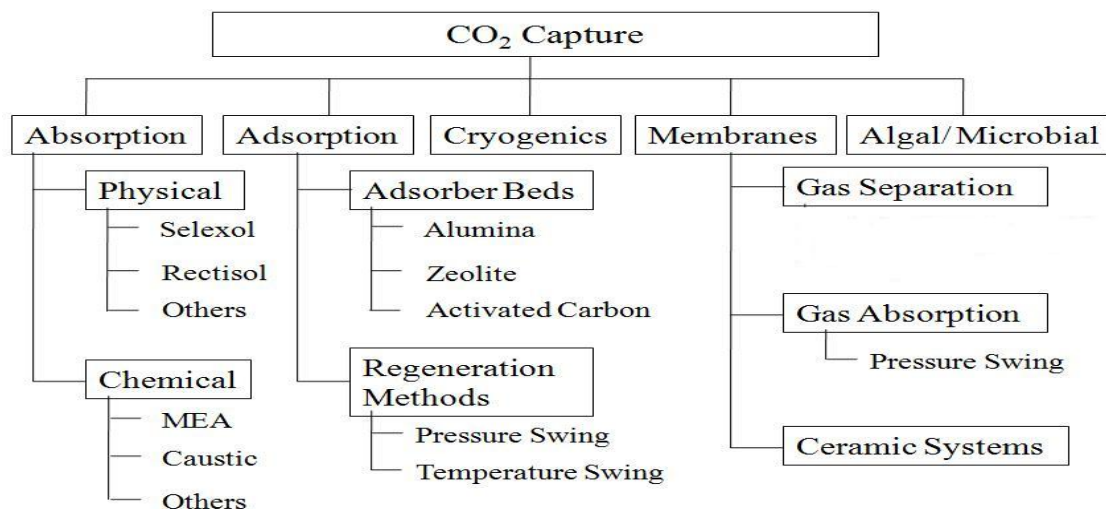 CO₂ Capture
Absorption
Adsorption
Cryogenics
Membranes
Algal/ Microbial
Physical
Selexol
Rectisol
Others
Chemical
MEA
Caustic
Others
Adsorber Beds
Alumina
Zeolite
Activated Carbon
Regeneration
Methods
Pressure Swing
Temperature Swing
Gas Separation
Gas Absorption
Pressure Swing
Ceramic Systems